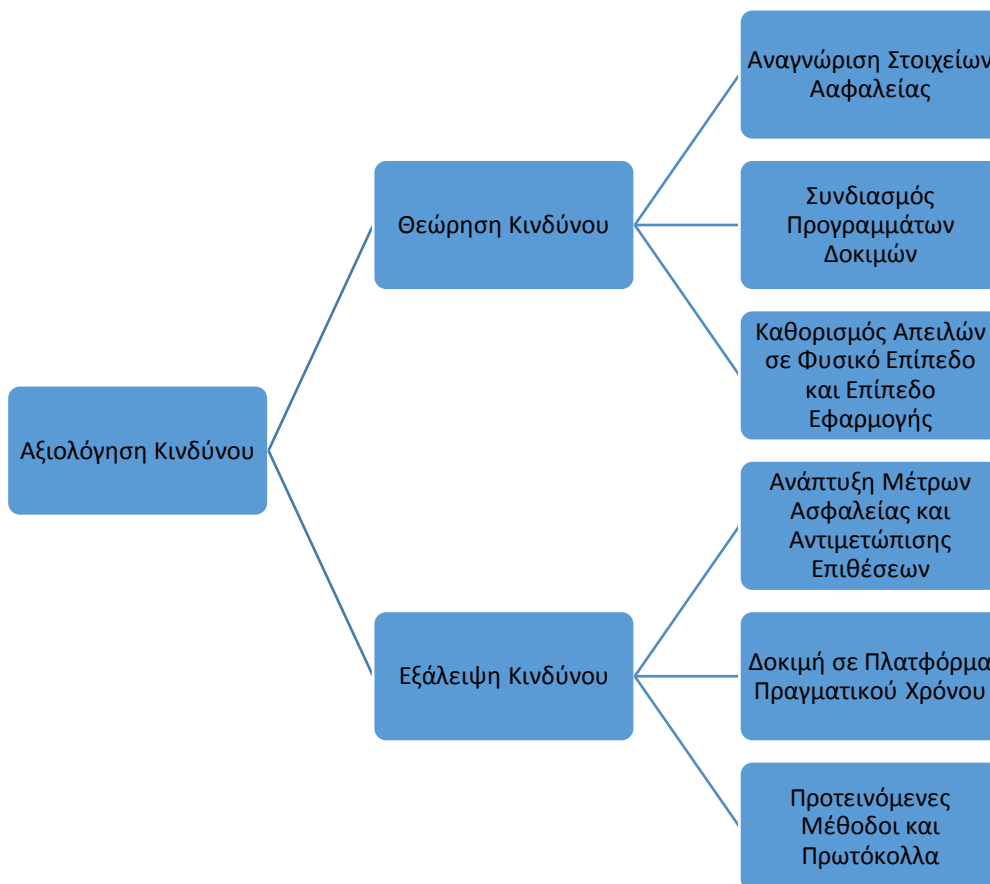 Αξιολόγηση Κινδύνου
Θεώρηση Κινδύνου
Αναγνώριση Στοιχείων
Ααφαλείας
Συνδιασμός
Προγραμμάτων
Δοκιμών
Καθορισμός Απειλών
σε Φυσικό Επίπεδο
και Επίπεδο
Εφαρμογής
Εξάλειψη Κινδύνου
Ανάπτυξη Μέτρων
Ασφαλείας και
Αντιμετώπισης
Επιθέσεων
Δοκιμή σε Πλατφόρμα
Πραγματικού Χρόνου
Προτεινόμενες
Μέθοδοι και
Πρωτόκολλα